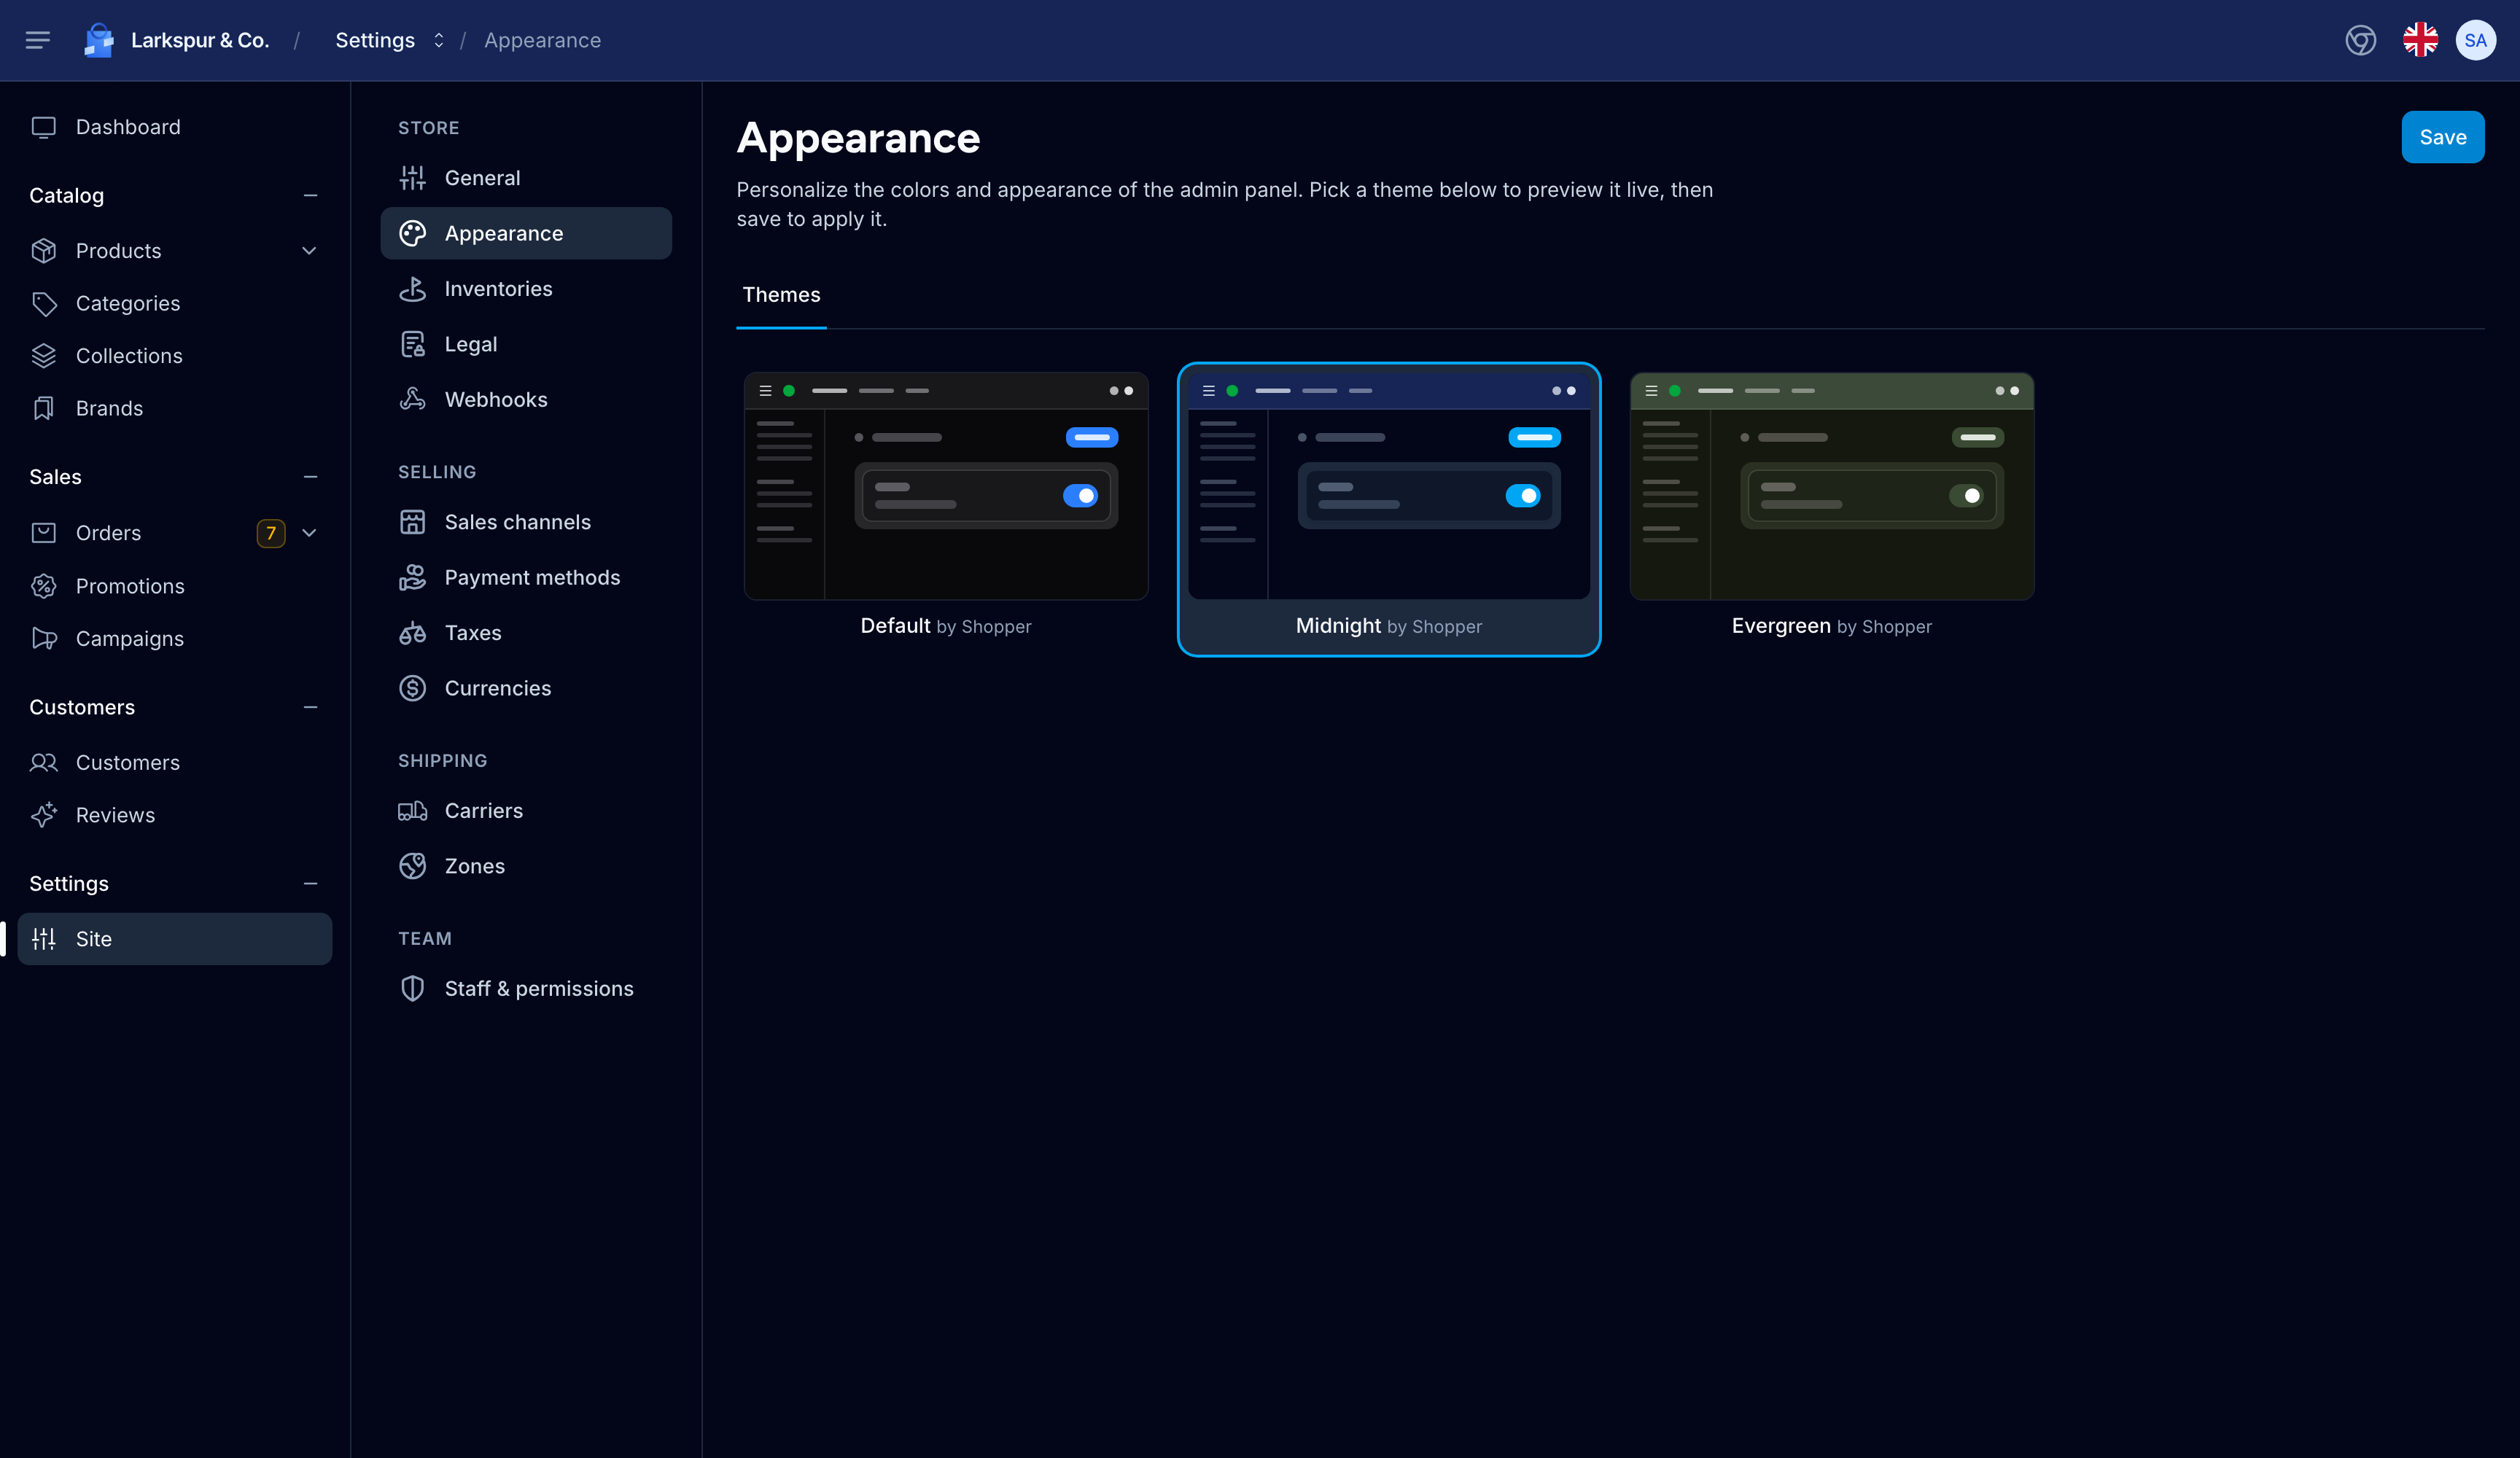 Larkspur & Co. / Settings / Appearance
SA
Dashboard
Catalog
Products
Categories
Collections
Brands
Sales
Orders 7
Promotions
Campaigns
Customers
Customers
Reviews
Settings
Site
STORE
General
Appearance
Inventories
Legal
Webhooks
SELLING
Sales channels
Payment methods
Taxes
Currencies
SHIPPING
Carriers
Zones
TEAM
Staff & permissions
Appearance
Save
Personalize the colors and appearance of the admin panel. Pick a theme below to preview it live, then
save to apply it.
Themes
Default by Shopper
Midnight by Shopper
Evergreen by Shopper